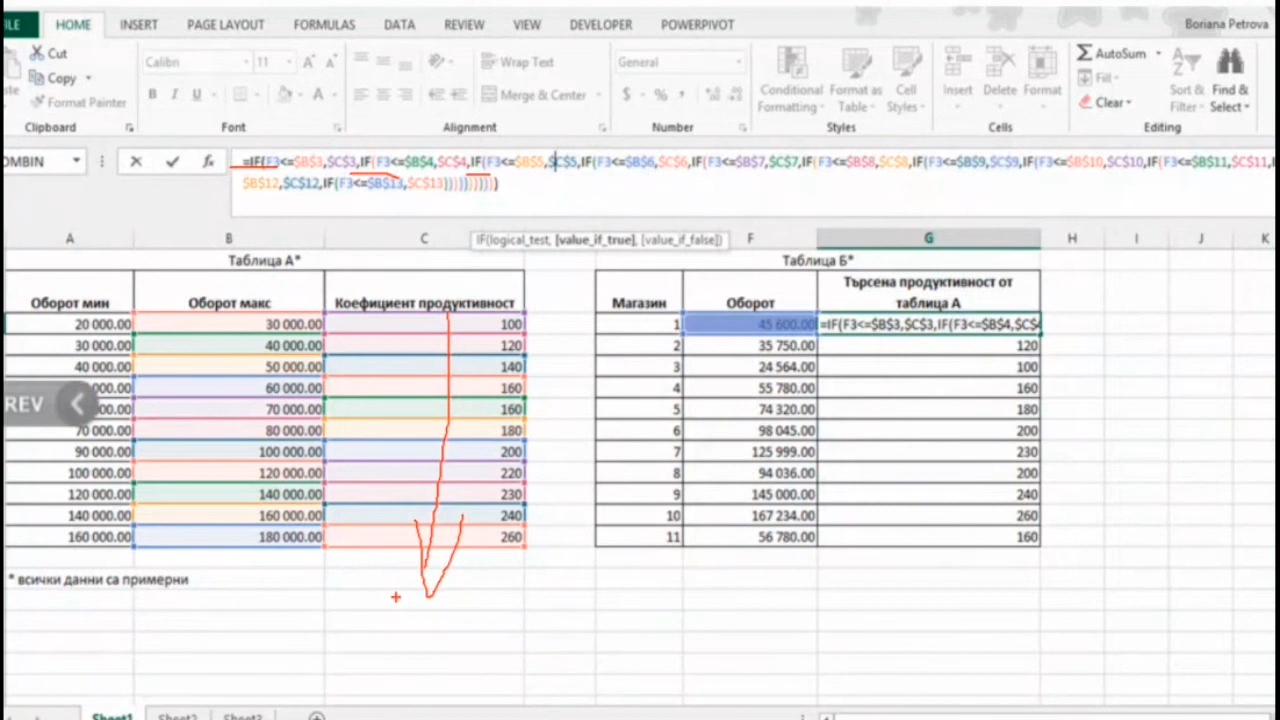 ILE HOME INSERT PAGE LAYOUT FORMULAS DATA REVIEW VIEW DEVELOPER POWERPIVOT Boriana Petrova
Cut Calibri 11 Wrap Text General AutoSum
Copy Conditional Format as Cell Insert Delete Format Fill Sort & Find &
Format Painter B I U Merge & Center $ % Formatting Table Styles Clear Filter Select
Clipboard Font Alignment Number Styles Cells Editing
OMBIN =IF(F3<=$B$3,$C$3,IF(F3<=$B$4,$C$4,IF(F3<=$B$5,$C$5,IF(F3<=$B$6,$C$6,IF(F3<=$B$7,$C$7,IF(F3<=$B$8,$C$8,IF(F3<=$B$9,$C$9,IF(F3<=$B$10,$C$10,IF(F3<=$B$11,$C$11,
$B$12,$C$12,IF(F3<=$B$13,$C$13)))))))))))
IF(logical_test, [value_if_true], [value_if_false])
A B C F G H I J K
Таблица А* Таблица Б*
Оборот мин Оборот макс Коефициент продуктивност Магазин Оборот Търсена продуктивност от
таблица А
20 000.00 30 000.00 100 1 45 600.00 =IF(F3<=$B$3,$C$3,IF(F3<=$B$4,$C$4
30 000.00 40 000.00 120 2 35 750.00 120
40 000.00 50 000.00 140 3 24 564.00 100
000.00 60 000.00 160 4 55 780.00 160
REV 000.00 70 000.00 160 5 74 320.00 180
70 000.00 80 000.00 180 6 98 045.00 200
90 000.00 100 000.00 200 7 125 999.00 230
100 000.00 120 000.00 220 8 94 036.00 200
120 000.00 140 000.00 230 9 145 000.00 240
140 000.00 160 000.00 240 10 167 234.00 260
160 000.00 180 000.00 260 11 56 780.00 160
* всички данни са примерни
Sheet1 Sheet2 Sheet3